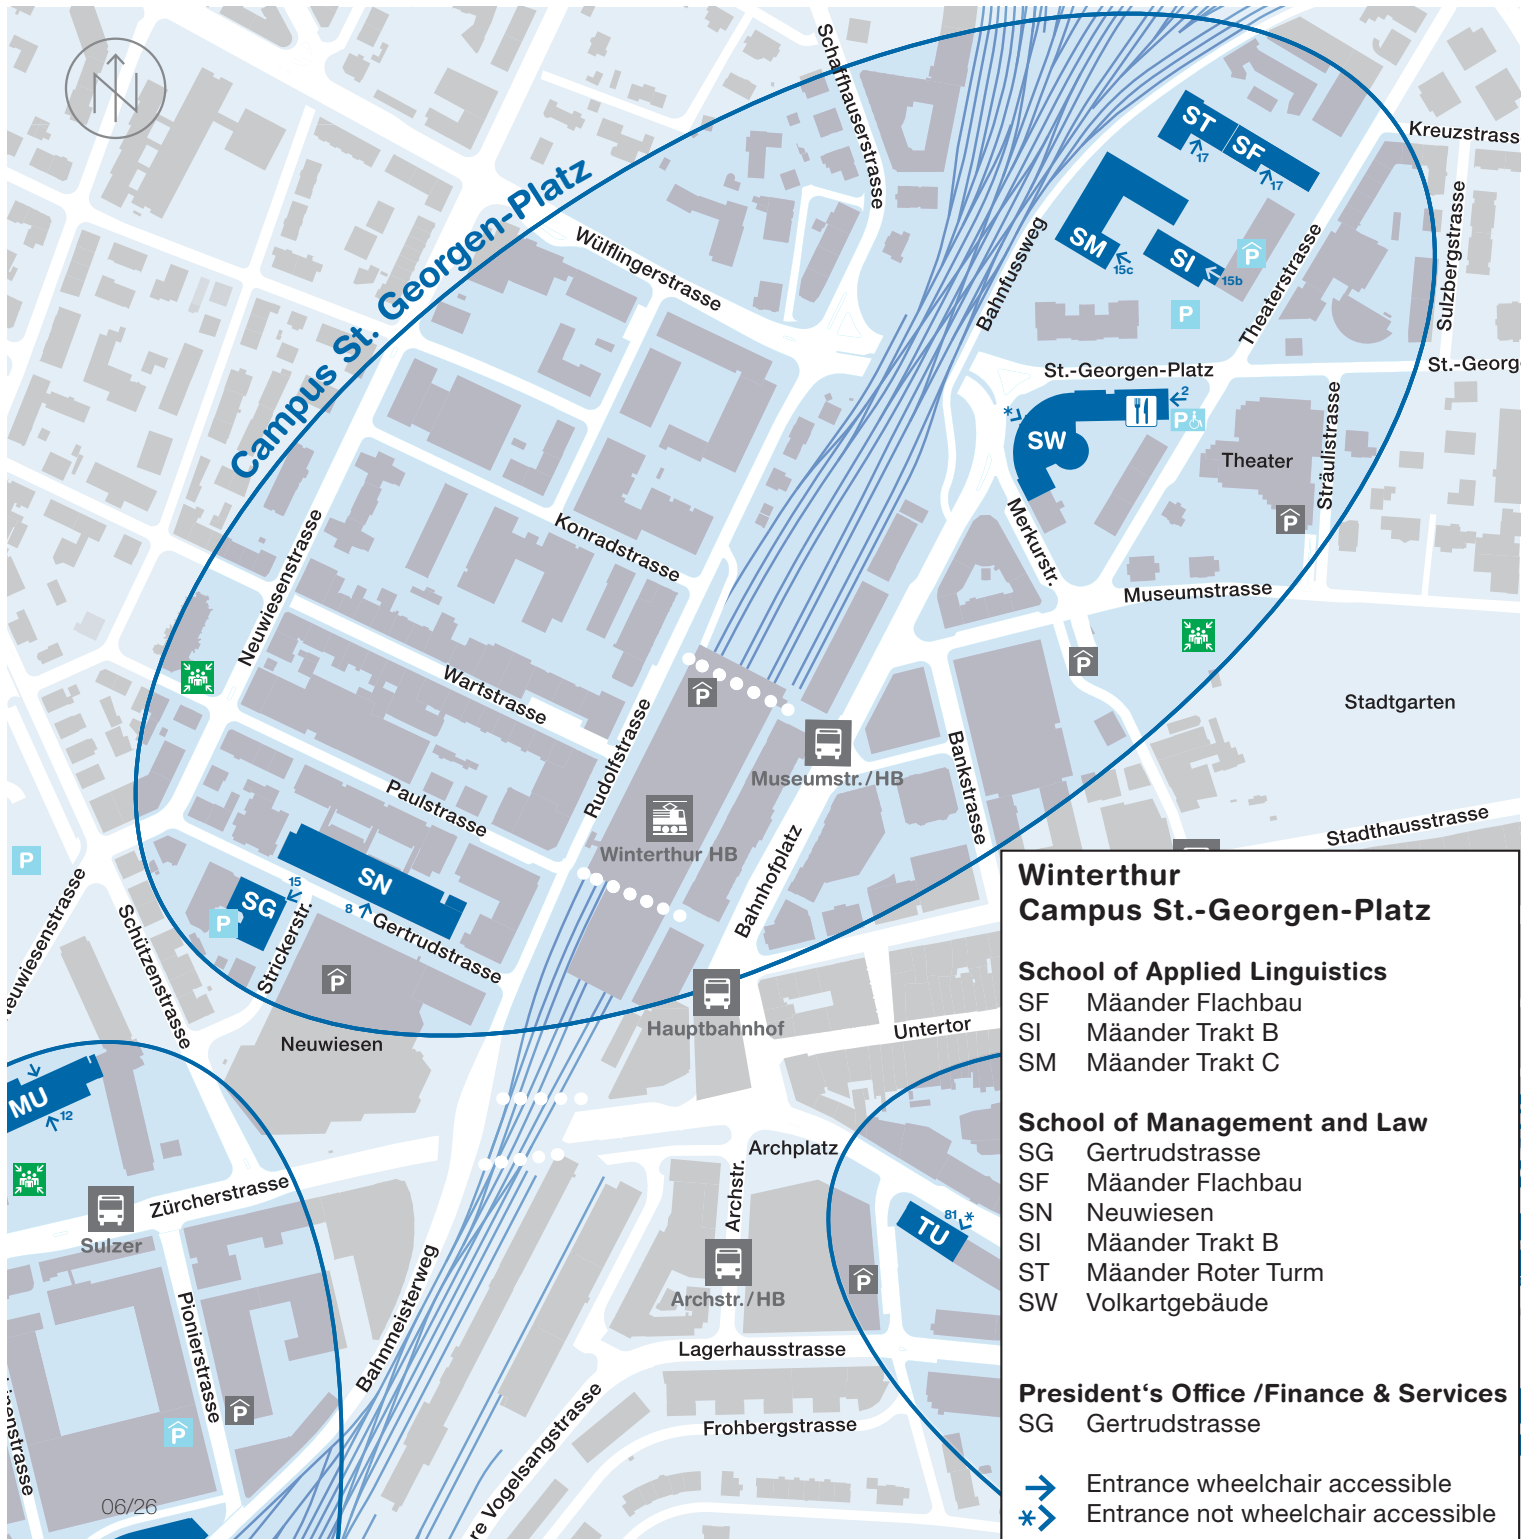 Schaffhauserstrasse
Kreuzstrass
Campus St. Georgen-Platz
ST
SF
17
17
Wülflingerstrasse
Bahnfussweg
SM
15c
SI
15b
P
P
Theaterstrasse
Sulzbergstrasse
St.-Georgen-Platz
St.-Georg
2
*
SW
P
Theater
Sträulistrasse
P
Konradstrasse
Merkurstr.
Museumstrasse
Neuwiesenstrasse
P
Wartstrasse
P
Stadtgarten
Rudolfstrasse
Museumstr./HB
Bankstrasse
Paulstrasse
Winterthur HB
Stadthausstrasse
Bahnhofplatz
P
SN
15
SG
8
P
Gertrudstrasse
Strickerstr.
P
Neuwiesenstrasse
Schützenstrasse
Hauptbahnhof
Untertor
Neuwiesen
MU
12
Archplatz
Archstr.
Zürcherstrasse
Sulzer
81 *
TU
P
Archstr./HB
Bahnmeisterweg
Pionierstrasse
Lagerhausstrasse
P
P
Frohbergstrasse
re Vogelsangstrasse
nenstrasse
06/26
Winterthur
Campus St.-Georgen-Platz
School of Applied Linguistics
SF Mäander Flachbau
SI Mäander Trakt B
SM Mäander Trakt C
School of Management and Law
SG Gertrudstrasse
SF Mäander Flachbau
SN Neuwiesen
SI Mäander Trakt B
ST Mäander Roter Turm
SW Volkartgebäude
President‘s Office /Finance & Services
SG Gertrudstrasse
Entrance wheelchair accessible
* Entrance not wheelchair accessible